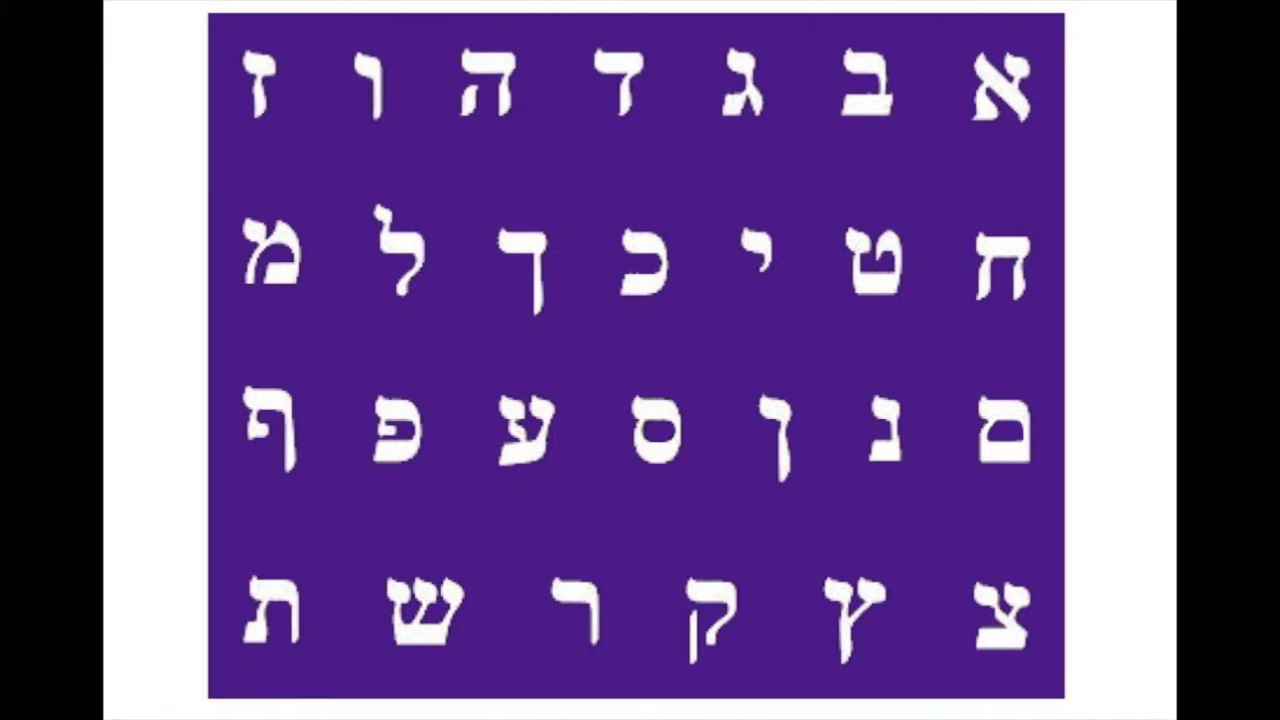 א ב ג ד ה ו ז
ח ט י כ ך ל מ
ם נ ן ס ע פ ף
צ ץ ק ר ש ת